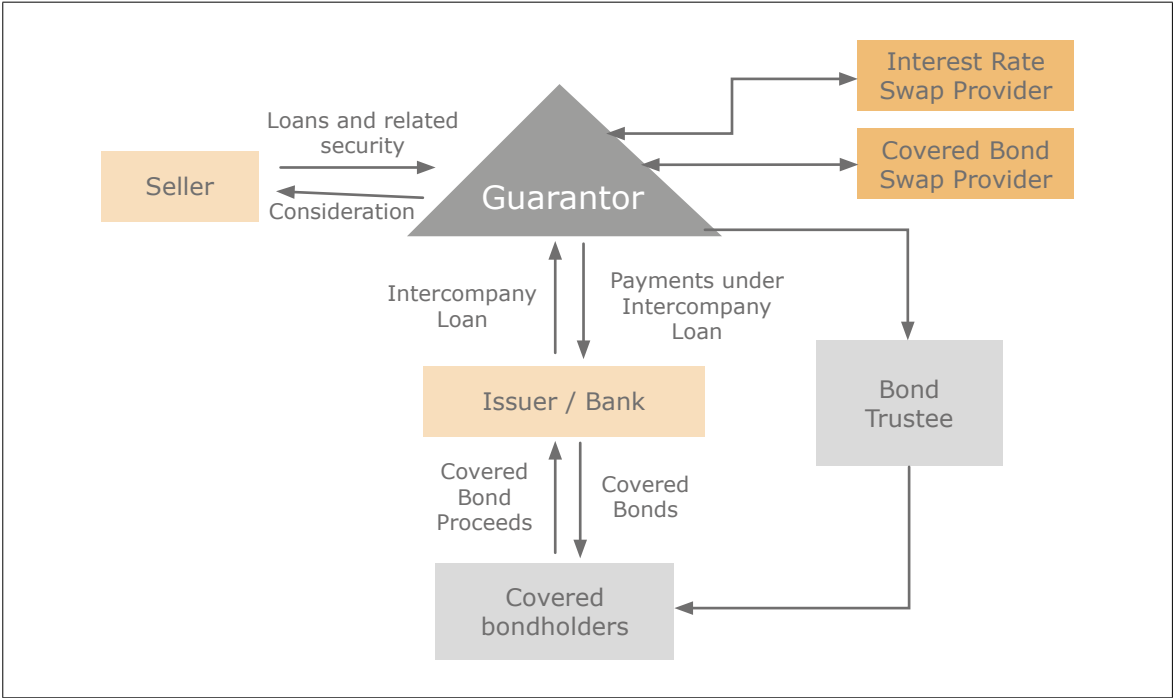 Interest Rate
Swap Provider
Loans and related
security
Covered Bond
Swap Provider
Seller
Guarantor
Consideration
Intercompany
Loan
Payments under
Intercompany
Loan
Issuer / Bank
Bond
Trustee
Covered
Bond
Proceeds
Covered
Bonds
Covered
bondholders